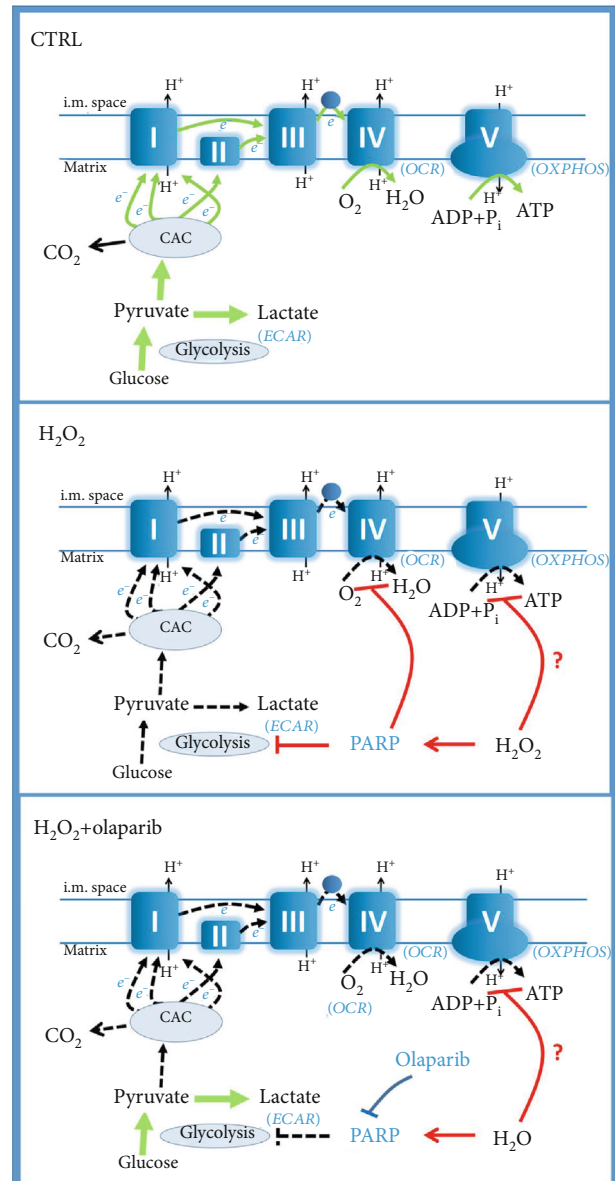 CTRL
H⁺ H⁺ H⁺ H⁺
i.m. space
I e III e IV V
II e⁻
Matrix (OCR) (OXPHOS)
H⁺ H⁺ H⁺ H⁺
e⁻ e⁻ e⁻ e⁻
O₂ H₂O ADP+Pᵢ ATP
CAC
CO₂
Pyruvate Lactate
(ECAR)
Glycolysis
Glucose
H₂O₂
H⁺ H⁺ H⁺ H⁺
i.m. space
I e III e IV V
II e⁻
Matrix (OCR) (OXPHOS)
H⁺ H⁺ H⁺ H⁺
e⁻ e⁻ e⁻ e⁻
O₂ H₂O ADP+Pᵢ ATP
CAC
CO₂
?
Pyruvate Lactate
(ECAR)
Glycolysis PARP H₂O₂
Glucose
H₂O₂+olaparib
H⁺ H⁺ H⁺ H⁺
i.m. space
I e III e IV V
II e⁻
Matrix (OCR) (OXPHOS)
H⁺ H⁺ H⁺ H⁺
e⁻ e⁻ e⁻ e⁻
O₂ H₂O ADP+Pᵢ ATP
(OCR)
CAC
CO₂
?
Olaparib
Pyruvate Lactate
(ECAR)
Glycolysis PARP H₂O
Glucose